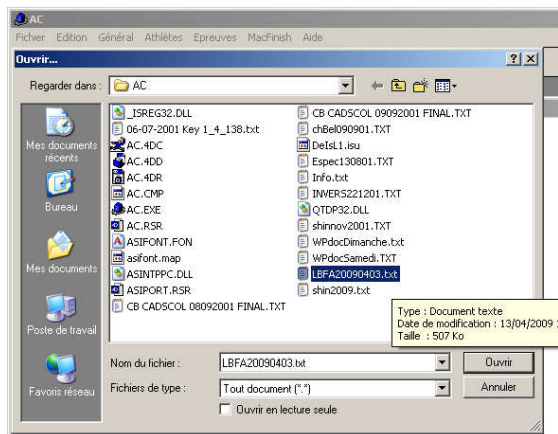 AC
Fichier Edition Général Athlètes Epreuves MacFinish Aide
Ouvrir...
Regarder dans : AC
Mes documents récents
Bureau
Mes documents
Poste de travail
Favoris réseau
_ISREG32.DLL
06-07-2001 Key 1_4_138.txt
AC.4DC
AC.4DD
AC.4DR
AC.CMP
AC.EXE
AC.RSR
ASIFONT.FON
asifont.map
ASINTPPC.DLL
ASIPORT.RSR
CB CADSCOL 08092001 FINAL.TXT
CB CADSCOL 09092001 FINAL.TXT
chBel090901.TXT
DeIsL1.isu
Espec130801.TXT
Info.txt
INVERS221201.TXT
QTDP32.DLL
shinnov2001.TXT
WPdocDimanche.txt
WPdocSamedi.TXT
LBFA20090403.txt
shin2009.txt
Type : Document texte
Date de modification : 13/04/2009
Taille : 507 Ko
Nom du fichier : LBFA20090403.txt Ouvrir
Fichiers de type : Tout document (*.*) Annuler
Ouvrir en lecture seule